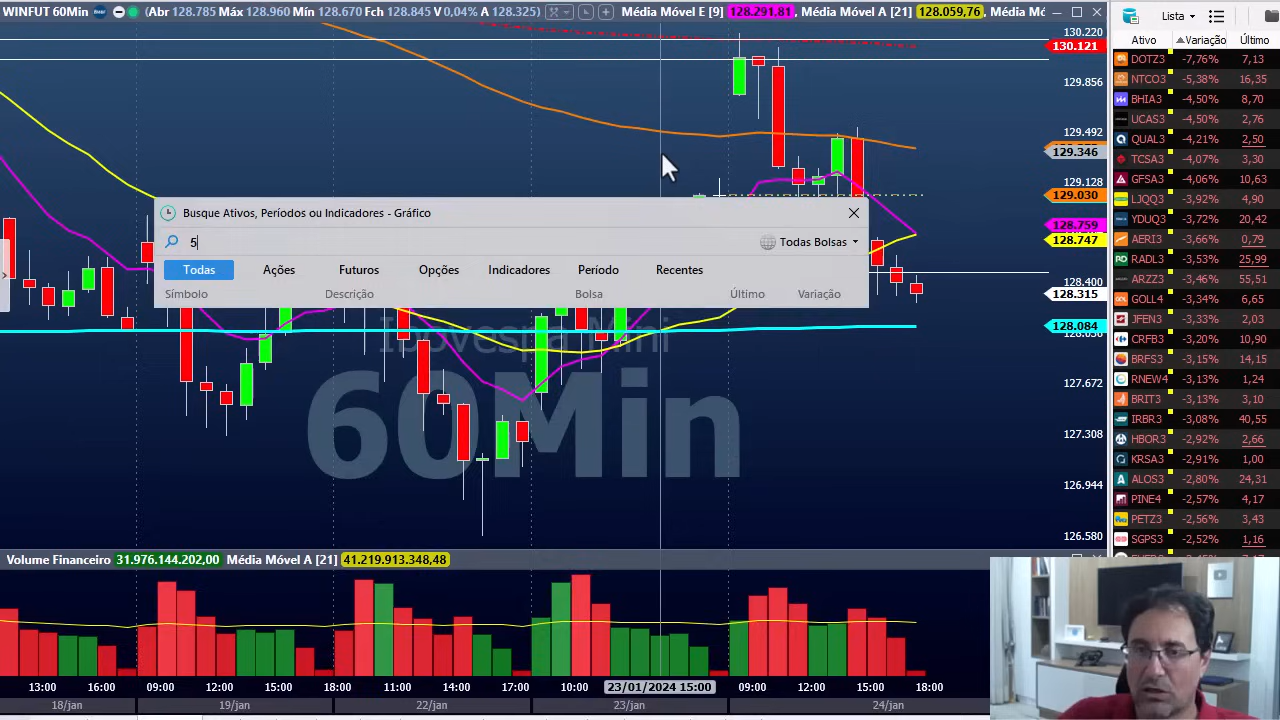 WINFUT 60Min (Abr 128.785 Máx 128.960 Mín 128.670 Fch 128.845 V 0,04% A 128.325) Média Móvel E [9] 128.291,81 , Média Móvel A [21] 128.059,76 , Média Mó
Lista
Ativo Variação Último
DOTZ3 -7,76% 7,13
NTCO3 -5,38% 16,35
BHIA3 -4,50% 8,70
UCAS3 -4,50% 2,76
QUAL3 -4,21% 2,50
TCSA3 -4,07% 3,30
GFSA3 -4,06% 10,63
LJQQ3 -3,92% 4,90
YDUQ3 -3,72% 20,42
AERI3 -3,66% 0,79
RADL3 -3,53% 25,99
ARZZ3 -3,46% 55,51
GOLL4 -3,34% 6,65
JFEN3 -3,33% 2,03
CRFB3 -3,20% 10,90
BRFS3 -3,15% 14,15
RNEW4 -3,13% 1,24
BRIT3 -3,13% 3,10
IRBR3 -3,08% 40,55
HBOR3 -2,92% 2,66
KRSA3 -2,91% 1,00
ALOS3 -2,80% 24,31
PINE4 -2,57% 4,17
PETZ3 -2,56% 3,43
SGPS3 -2,52% 1,16
130.220
130.121
129.856
129.492
129.346
129.128
129.030
128.759
128.747
128.400
128.315
128.084
127.672
127.308
126.944
126.580
Busque Ativos, Períodos ou Indicadores - Gráfico
5
Todas Bolsas
Todas Ações Futuros Opções Indicadores Período Recentes
Símbolo Descrição Bolsa Último Variação
Ibovespa Mini
60Min
Volume Financeiro 31.976.144.202,00 Média Móvel A [21] 41.219.913.348,48
13:00 16:00 09:00 12:00 15:00 11:00 14:00 17:00 10:00 23/01/2024 15:00 09:00 12:00 15:00 18:00
18/jan 19/jan 22/jan 23/jan 24/jan